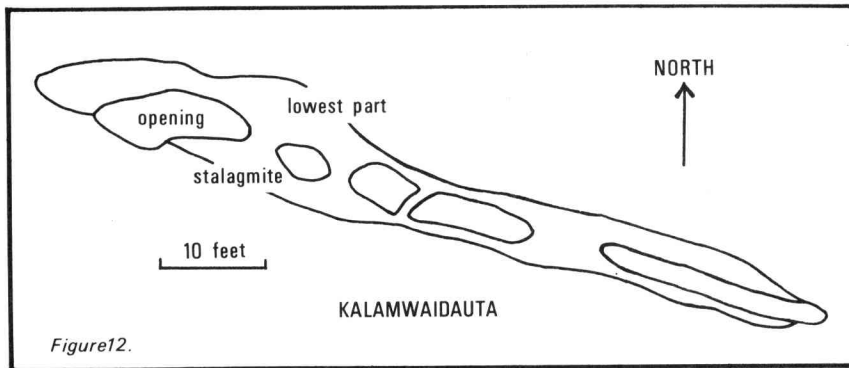 NORTH
lowest part
opening
stalagmite
10 feet
KALAMWAIDAUTA
Figure12.